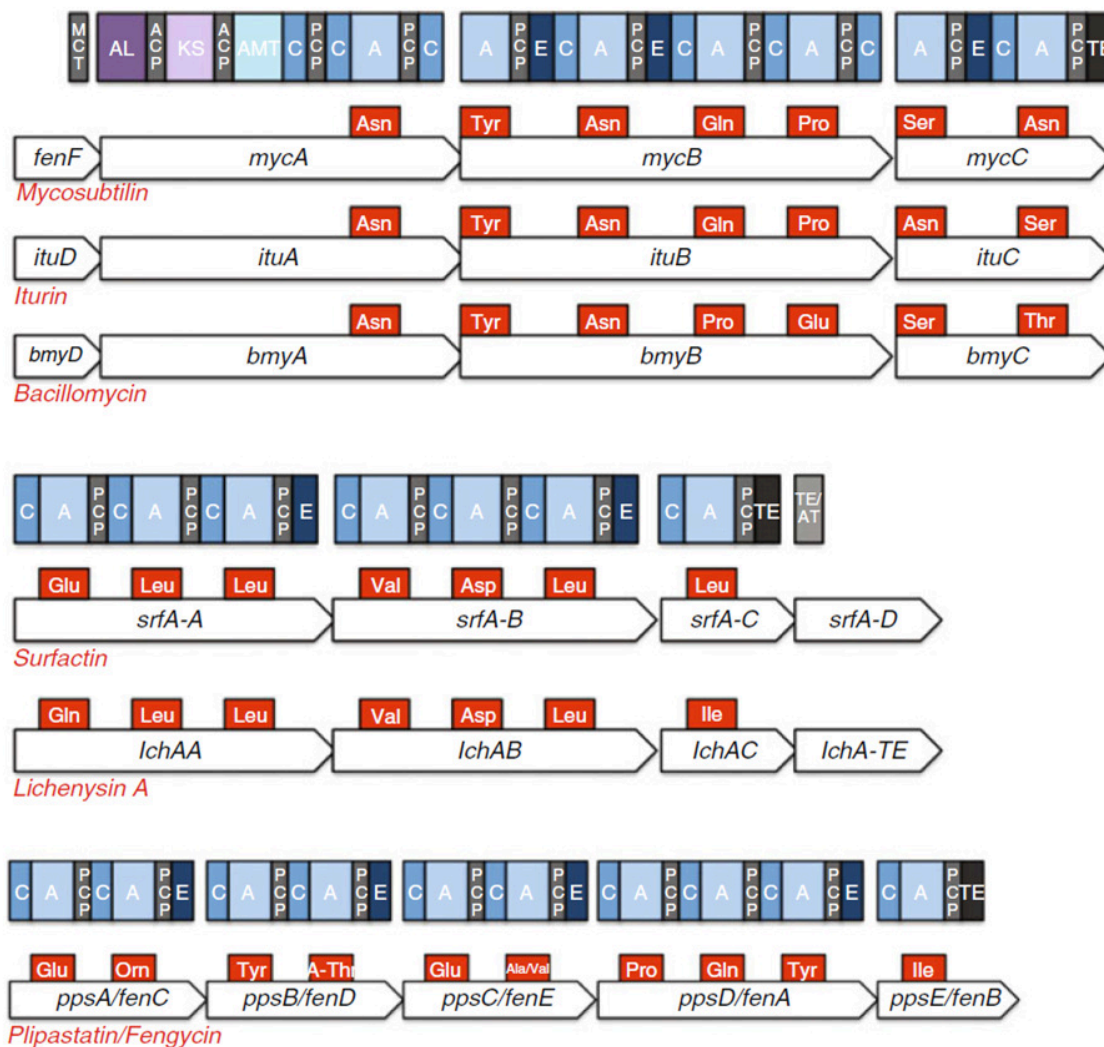 MCT AL ACP KS ACP AMT C PCP C A PCP C A PCP E C A PCP E C A PCP C A PCP C A PCP E C A PCP TE
Asn Tyr Asn Gln Pro Ser Asn
fenF mycA mycB mycC
Mycosubtilin
Asn Tyr Asn Gln Pro Asn Ser
ituD ituA ituB ituC
Iturin
Asn Tyr Asn Pro Glu Ser Thr
bmyD bmyA bmyB bmyC
Bacillomycin
C A PCP C A PCP C A PCP E C A PCP C A PCP C A PCP E C A PCP TE TE/AT
Glu Leu Leu Val Asp Leu Leu
srfA-A srfA-B srfA-C srfA-D
Surfactin
Gln Leu Leu Val Asp Leu Ile
lchAA lchAB lchAC lchA-TE
Lichenysin A
C A PCP C A PCP E C A PCP C A PCP E C A PCP C A PCP E C A PCP C A PCP C A PCP E C A PCP TE
Glu Orn Tyr A-Thr Glu Ala/Val Pro Gln Tyr Ile
ppsA/fenC ppsB/fenD ppsC/fenE ppsD/fenA ppsE/fenB
Plipastatin/Fengycin